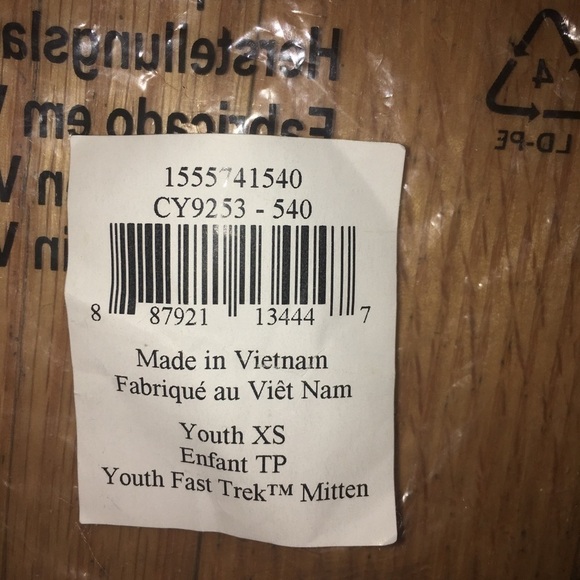 Herstellungsla
Fabricado em V
n V
in V
4
LD-PE
1555741540
CY9253 - 540
8 87921 13444 7
Made in Vietnam
Fabriqué au Viêt Nam
Youth XS
Enfant TP
Youth Fast Trek™ Mitten